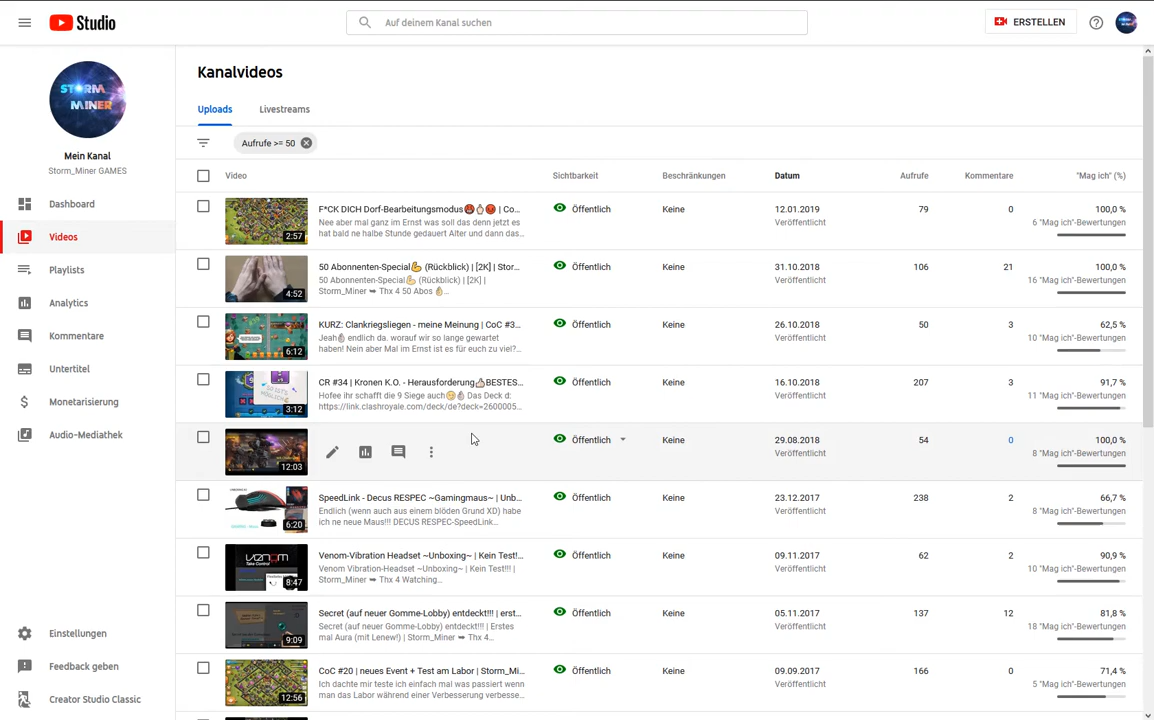 Studio
Auf deinem Kanal suchen
ERSTELLEN
STORM
MINER
Mein Kanal
Storm_Miner GAMES
Dashboard
Videos
Playlists
Analytics
Kommentare
Untertitel
Monetarisierung
Audio-Mediathek
Einstellungen
Feedback geben
Creator Studio Classic
Kanalvideos
Uploads Livestreams
Aufrufe >= 50
Video Sichtbarkeit Beschränkungen Datum Aufrufe Kommentare "Mag ich" (%)
2:57
F*CK DICH Dorf-Bearbeitungsmodus🤬🖕🏻😡 | Co...
Nee aber mal ganz im Ernst was soll das denn jetzt es
hat bald ne halbe Stunde gedauert Alter und dann das...
Öffentlich Keine 12.01.2019 79 0 100,0 %
Veröffentlicht 6 "Mag ich"-Bewertungen
4:52
50 Abonnenten-Special💪 (Rückblick) | [2K] | Stor...
50 Abonnenten-Special💪 (Rückblick) | [2K] |
Storm_Miner ➥ Thx 4 50 Abos 👌🏻...
Öffentlich Keine 31.10.2018 106 21 100,0 %
Veröffentlicht 16 "Mag ich"-Bewertungen
6:12
KURZ: Clankriegsliegen - meine Meinung | CoC #3...
Jeah👌🏻 endlich da. worauf wir so lange gewartet
haben! Nein aber Mal im Ernst ist es für euch zu viel?...
Öffentlich Keine 26.10.2018 50 3 62,5 %
Veröffentlicht 10 "Mag ich"-Bewertungen
3:12
CR #34 | Kronen K.O. - Herausforderung👍🏻BESTES...
Hofee ihr schafft die 9 Siege auch😊👌🏻 Das Deck d:
https://link.clashroyale.com/deck/de?deck=2600005...
Öffentlich Keine 16.10.2018 207 3 91,7 %
Veröffentlicht 11 "Mag ich"-Bewertungen
12:03
Öffentlich Keine 29.08.2018 54 0 100,0 %
Veröffentlicht 8 "Mag ich"-Bewertungen
6:20
SpeedLink - Decus RESPEC ~Gamingmaus~ | Unb...
Endlich (wenn auch aus einem blöden Grund XD) habe
ich ne neue Maus!!! DECUS RESPEC-SpeedLink...
Öffentlich Keine 23.12.2017 238 2 66,7 %
Veröffentlicht 8 "Mag ich"-Bewertungen
venom
Take Control
8:47
Venom-Vibration Headset ~Unboxing~ | Kein Test!...
Venom Vibration-Headset ~Unboxing~ | Kein Test!!! |
Storm_Miner ➥ Thx 4 Watching...
Öffentlich Keine 09.11.2017 62 2 90,9 %
Veröffentlicht 10 "Mag ich"-Bewertungen
9:09
Secret (auf neuer Gomme-Lobby) entdeckt!!! | erst...
Secret (auf neuer Gomme-Lobby) entdeckt!!! | Erstes
mal Aura (mit Lenew!) | Storm_Miner ➥ Thx 4...
Öffentlich Keine 05.11.2017 137 12 81,8 %
Veröffentlicht 18 "Mag ich"-Bewertungen
12:56
CoC #20 | neues Event + Test am Labor | Storm_Mi...
Ich dachte mir teste ich einfach mal was passiert wenn
man das Labor während einer Verbesserung verbesse...
Öffentlich Keine 09.09.2017 166 0 71,4 %
Veröffentlicht 5 "Mag ich"-Bewertungen